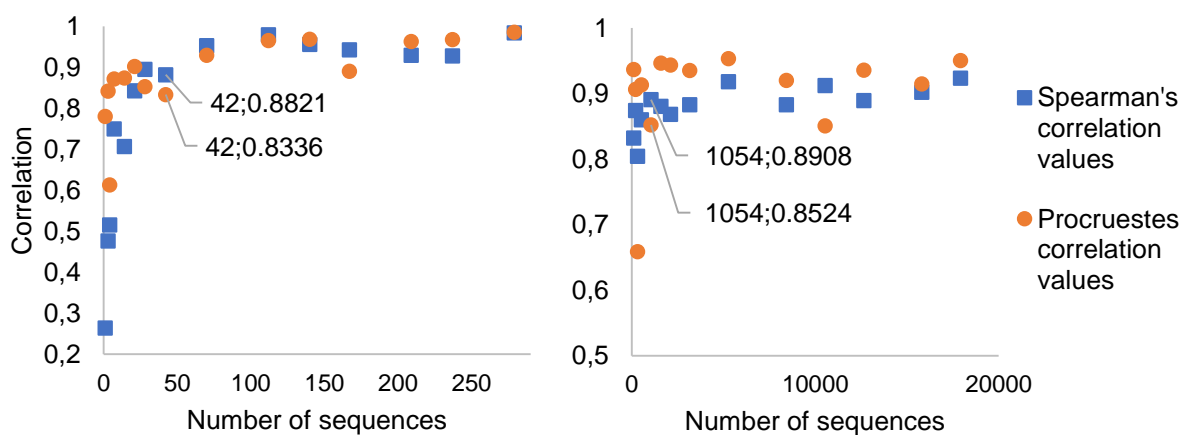 1
0,9
0,8
0,7
0,6
0,5
0,4
0,3
0,2
Correlation
42;0.8821
42;0.8336
0 50 100 150 200 250
Number of sequences
1
0,9
0,8
0,7
0,6
0,5
1054;0.8908
1054;0.8524
0 10000 20000
Number of sequences
Spearman's
correlation
values
Procruestes
correlation
values